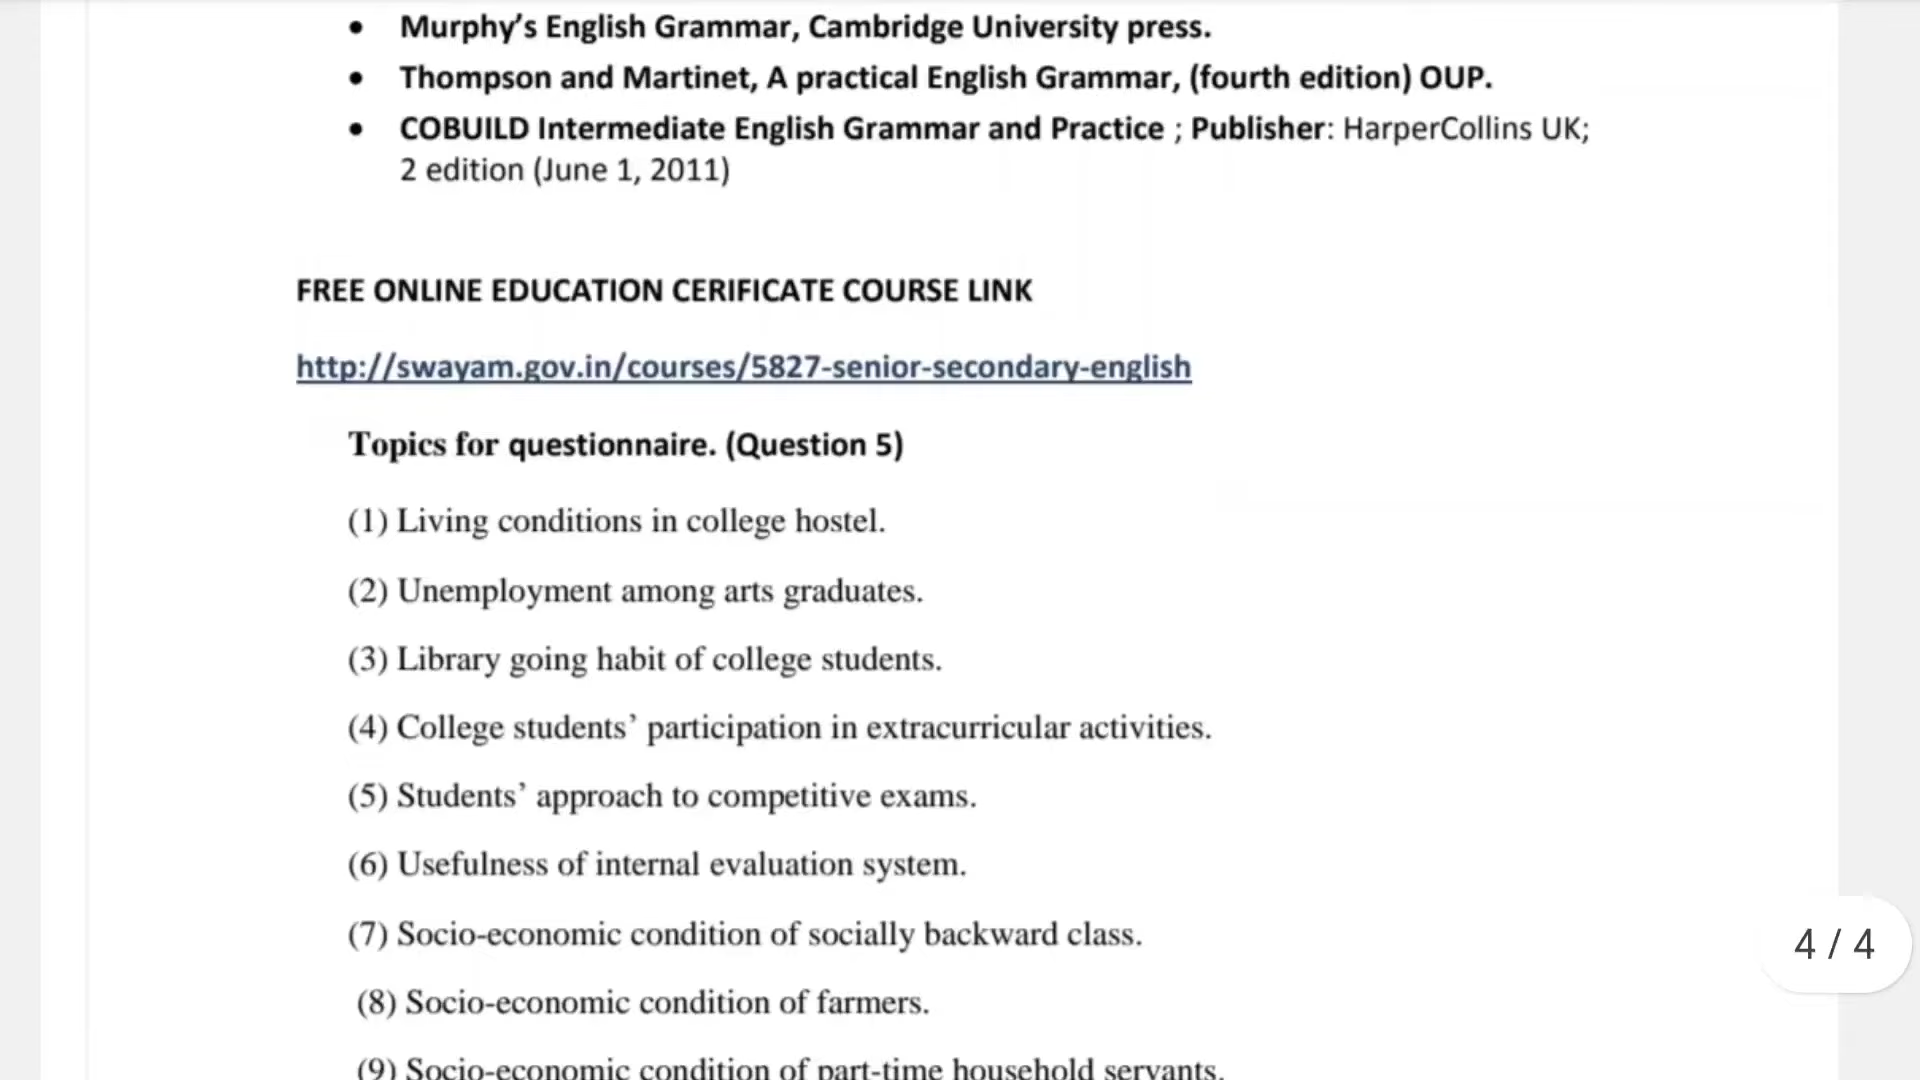 • Murphy’s English Grammar, Cambridge University press.
• Thompson and Martinet, A practical English Grammar, (fourth edition) OUP.
• COBUILD Intermediate English Grammar and Practice ; Publisher: HarperCollins UK;
2 edition (June 1, 2011)
FREE ONLINE EDUCATION CERIFICATE COURSE LINK
http://swayam.gov.in/courses/5827-senior-secondary-english
Topics for questionnaire. (Question 5)
(1) Living conditions in college hostel.
(2) Unemployment among arts graduates.
(3) Library going habit of college students.
(4) College students’ participation in extracurricular activities.
(5) Students’ approach to competitive exams.
(6) Usefulness of internal evaluation system.
(7) Socio-economic condition of socially backward class.
(8) Socio-economic condition of farmers.
(9) Socio-economic condition of part-time household servants.
4 / 4